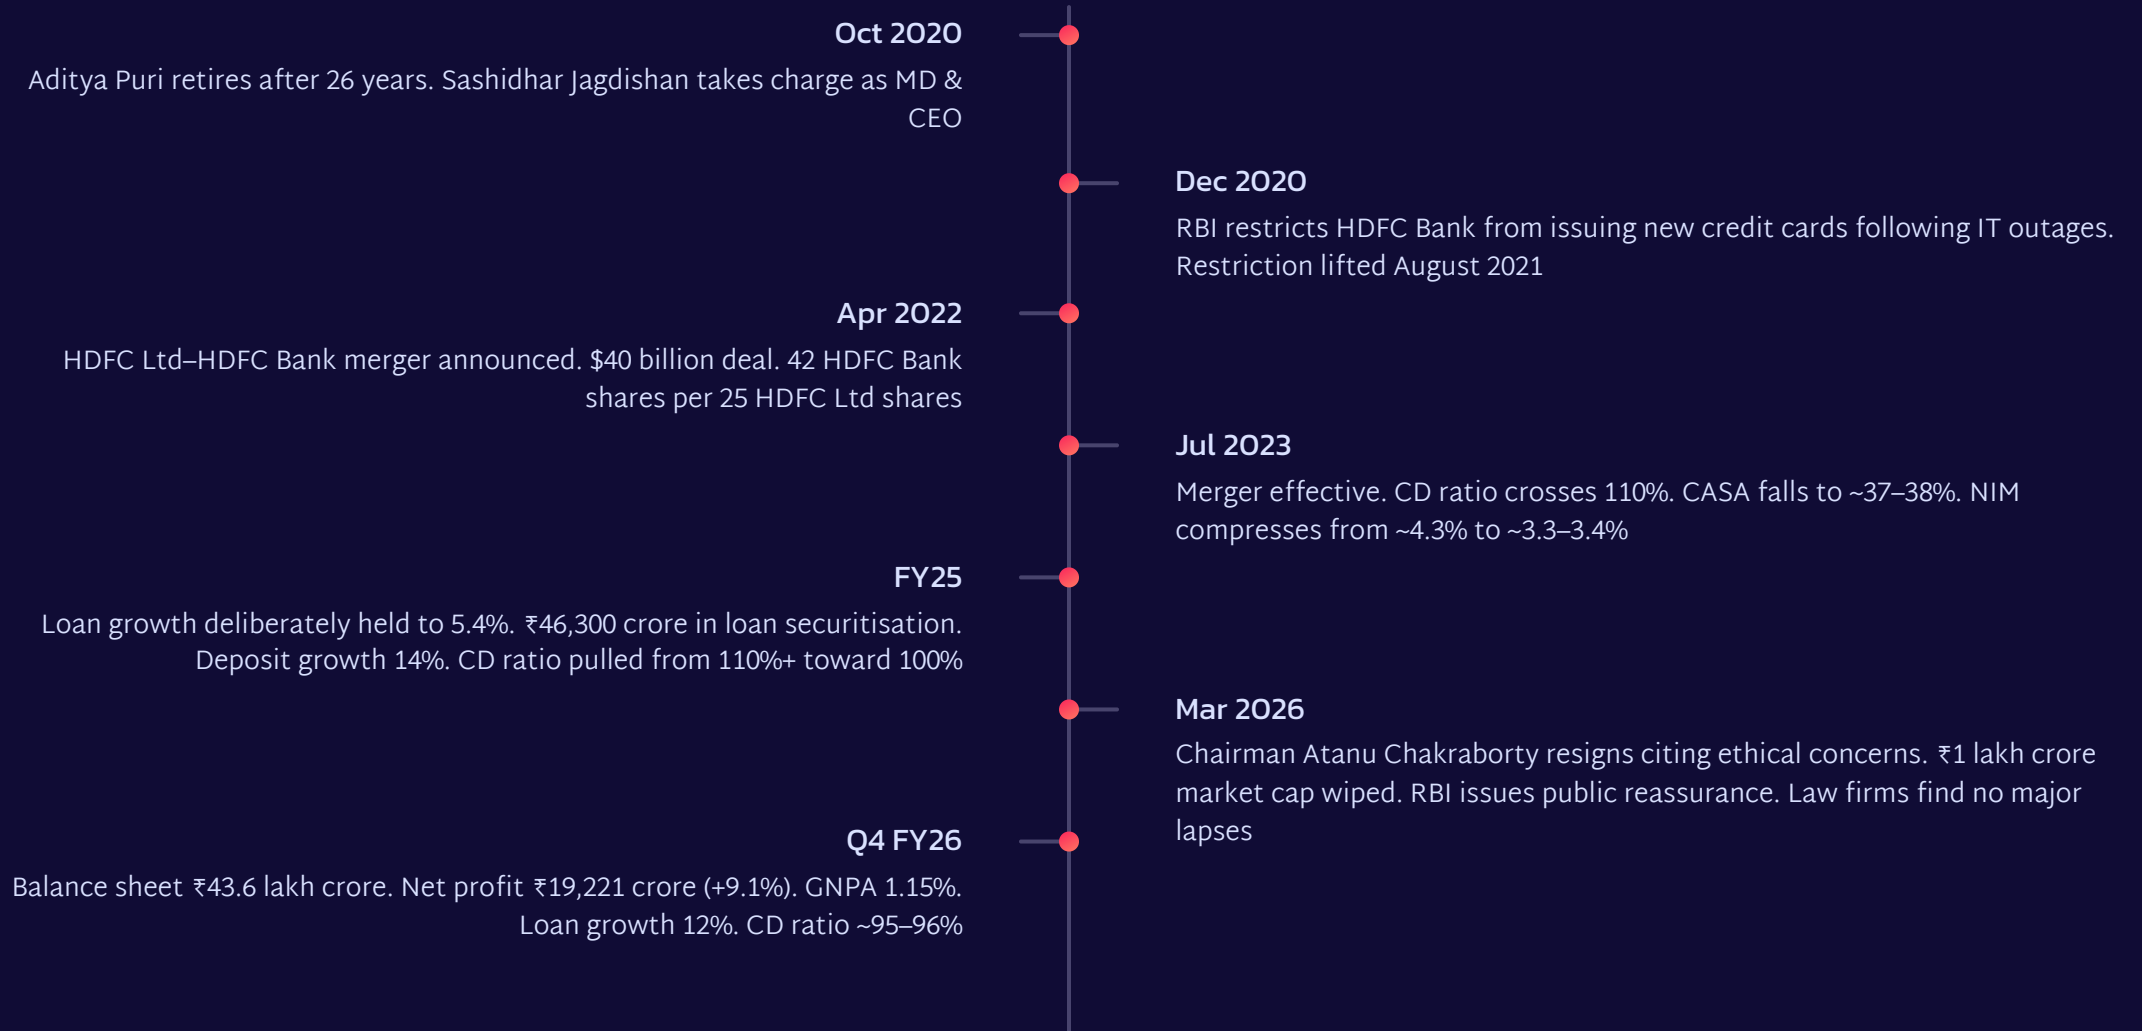 Oct 2020
Aditya Puri retires after 26 years. Sashidhar Jagdishan takes charge as MD &
CEO
Dec 2020
RBI restricts HDFC Bank from issuing new credit cards following IT outages.
Restriction lifted August 2021
Apr 2022
HDFC Ltd–HDFC Bank merger announced. $40 billion deal. 42 HDFC Bank
shares per 25 HDFC Ltd shares
Jul 2023
Merger effective. CD ratio crosses 110%. CASA falls to ~37–38%. NIM
compresses from ~4.3% to ~3.3–3.4%
FY25
Loan growth deliberately held to 5.4%. ₹46,300 crore in loan securitisation.
Deposit growth 14%. CD ratio pulled from 110%+ toward 100%
Mar 2026
Chairman Atanu Chakraborty resigns citing ethical concerns. ₹1 lakh crore
market cap wiped. RBI issues public reassurance. Law firms find no major
lapses
Q4 FY26
Balance sheet ₹43.6 lakh crore. Net profit ₹19,221 crore (+9.1%). GNPA 1.15%.
Loan growth 12%. CD ratio ~95–96%